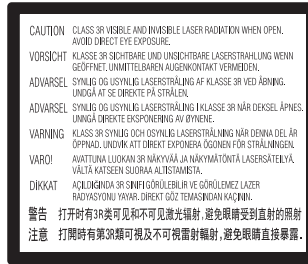 CAUTION CLASS 3R VISIBLE AND INVISIBLE LASER RADIATION WHEN OPEN.
AVOID DIRECT EYE EXPOSURE.
VORSICHT KLASSE 3R SICHTBARE UND UNSICHTBARE LASERSTRAHLUNG WENN
GEÖFFNET. UNMITTELBAREN AUGENKONTAKT VERMEIDEN.
ADVARSEL SYNLIG OG USYNLIG LASERSTRÅLING AF KLASSE 3R VED ÅBNING.
UNDGÅ AT SE DIREKTE PÅ STRÅLEN.
ADVARSEL SYNLIG OG USYNLIG LASERSTRÅLING I KLASSE 3R NÅR DEKSEL ÅPNES.
UNNGÅ DIREKTE EKSPONERING AV ØYNENE.
VARNING KLASS 3R SYNLIG OCH OSYNLIG LASERSTRÅLNING NÄR DENNA DEL ÄR
ÖPPNAD. UNDVIK ATT DIREKT EXPONERA ÖGONEN FÖR STRÅLNINGEN.
VARO! AVATTUNA LUOKAN 3R NÄKYVÄÄ JA NÄKYMÄTÖNTÄ LASERSÄTEILYÄ.
VÄLTÄ KATSEEN SUORAA ALTISTAMISTA.
DİKKAT AÇILDIĞINDA 3R SINIFI GÖRÜLEBİLİR VE GÖRÜLEMEZ LAZER
RADYASYONU YAYAR. DİREKT GÖZ TEMASINDAN KAÇININ.
警告 打开时有3R类可见和不可见激光辐射,避免眼睛受到直射的照射
注意 打開時有第3R類可視及不可視雷射輻射,避免眼睛直接暴露.